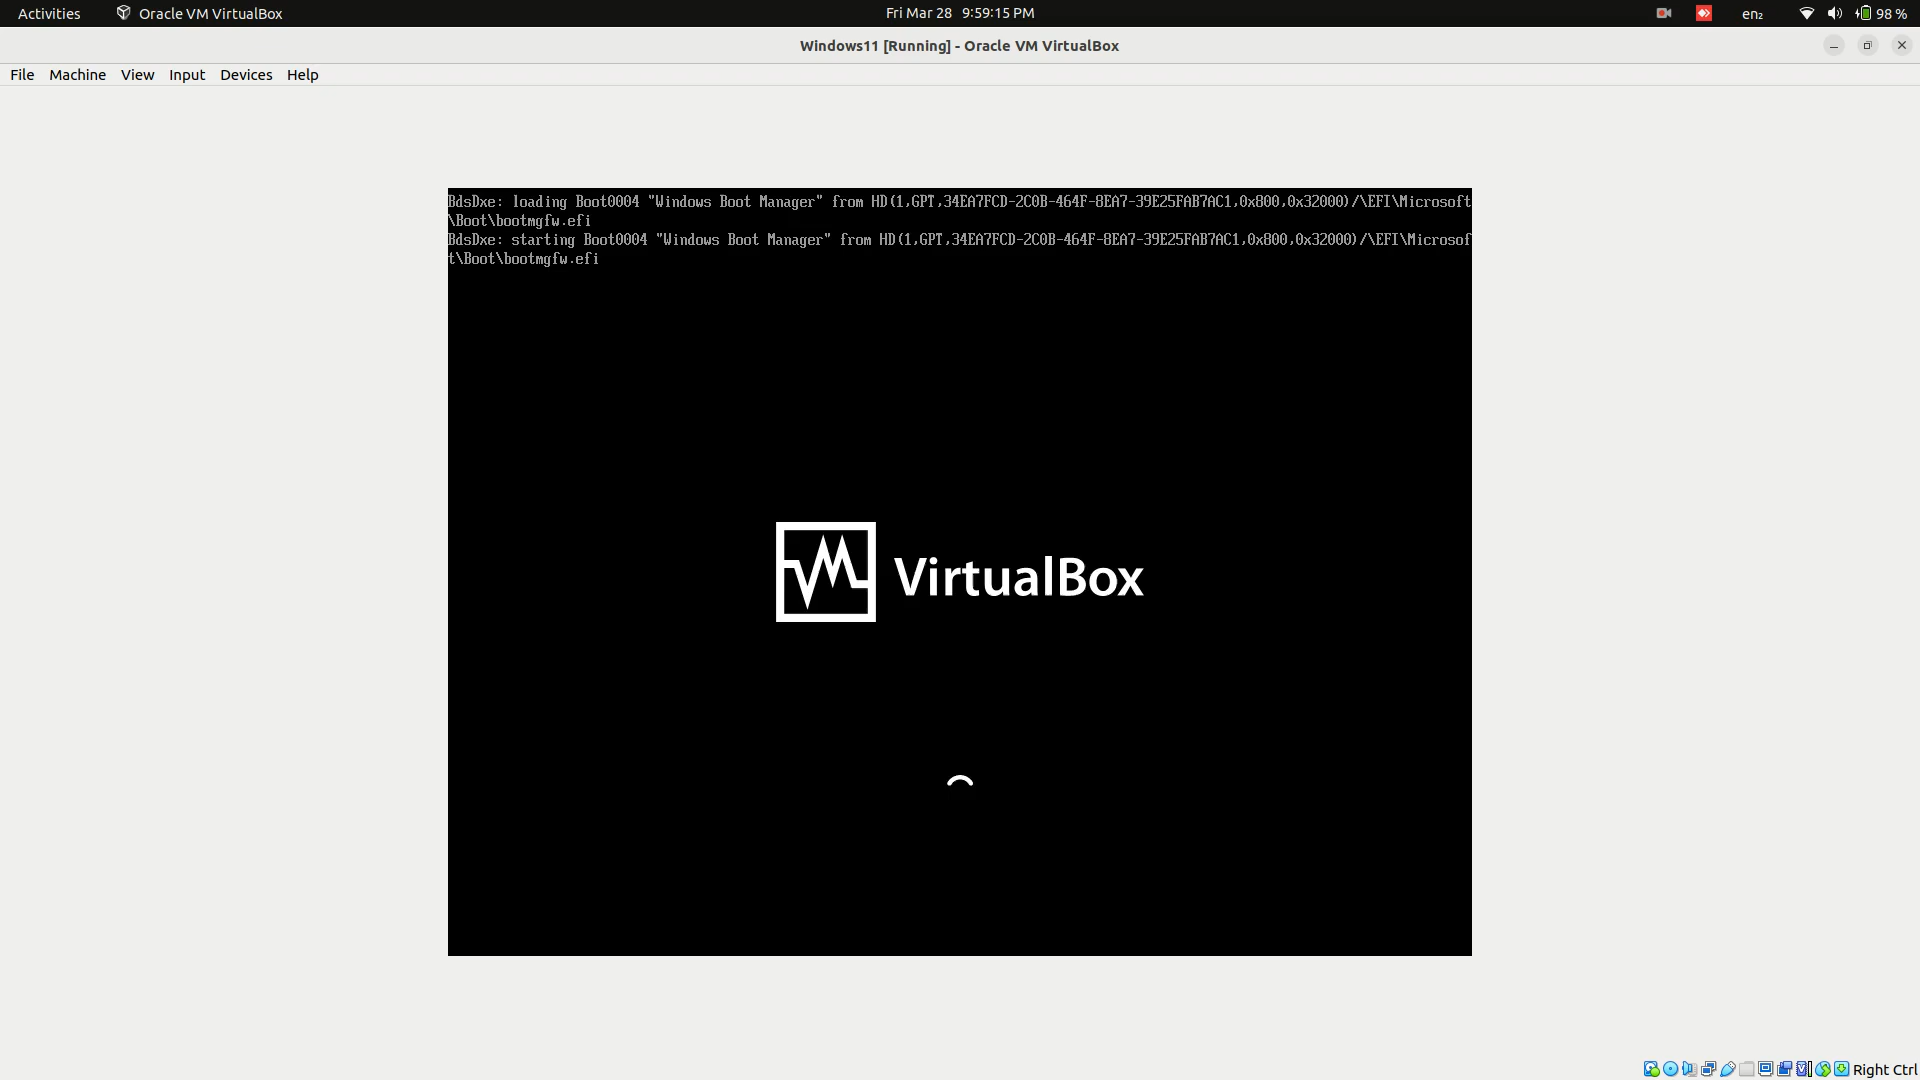 Activities
Oracle VM VirtualBox
Fri Mar 28 9:59:15 PM
en₂
98 %
Windows11 [Running] - Oracle VM VirtualBox
File Machine View Input Devices Help
BdsDxe: loading Boot0004 "Windows Boot Manager" from HD(1,GPT,34EA7FCD-2C0B-464F-8EA7-39E25FAB7AC1,0x800,0x32000)/\EFI\Microsoft
\Boot\bootmgfw.efi
BdsDxe: starting Boot0004 "Windows Boot Manager" from HD(1,GPT,34EA7FCD-2C0B-464F-8EA7-39E25FAB7AC1,0x800,0x32000)/\EFI\Microsof
t\Boot\bootmgfw.efi
VirtualBox
Right Ctrl